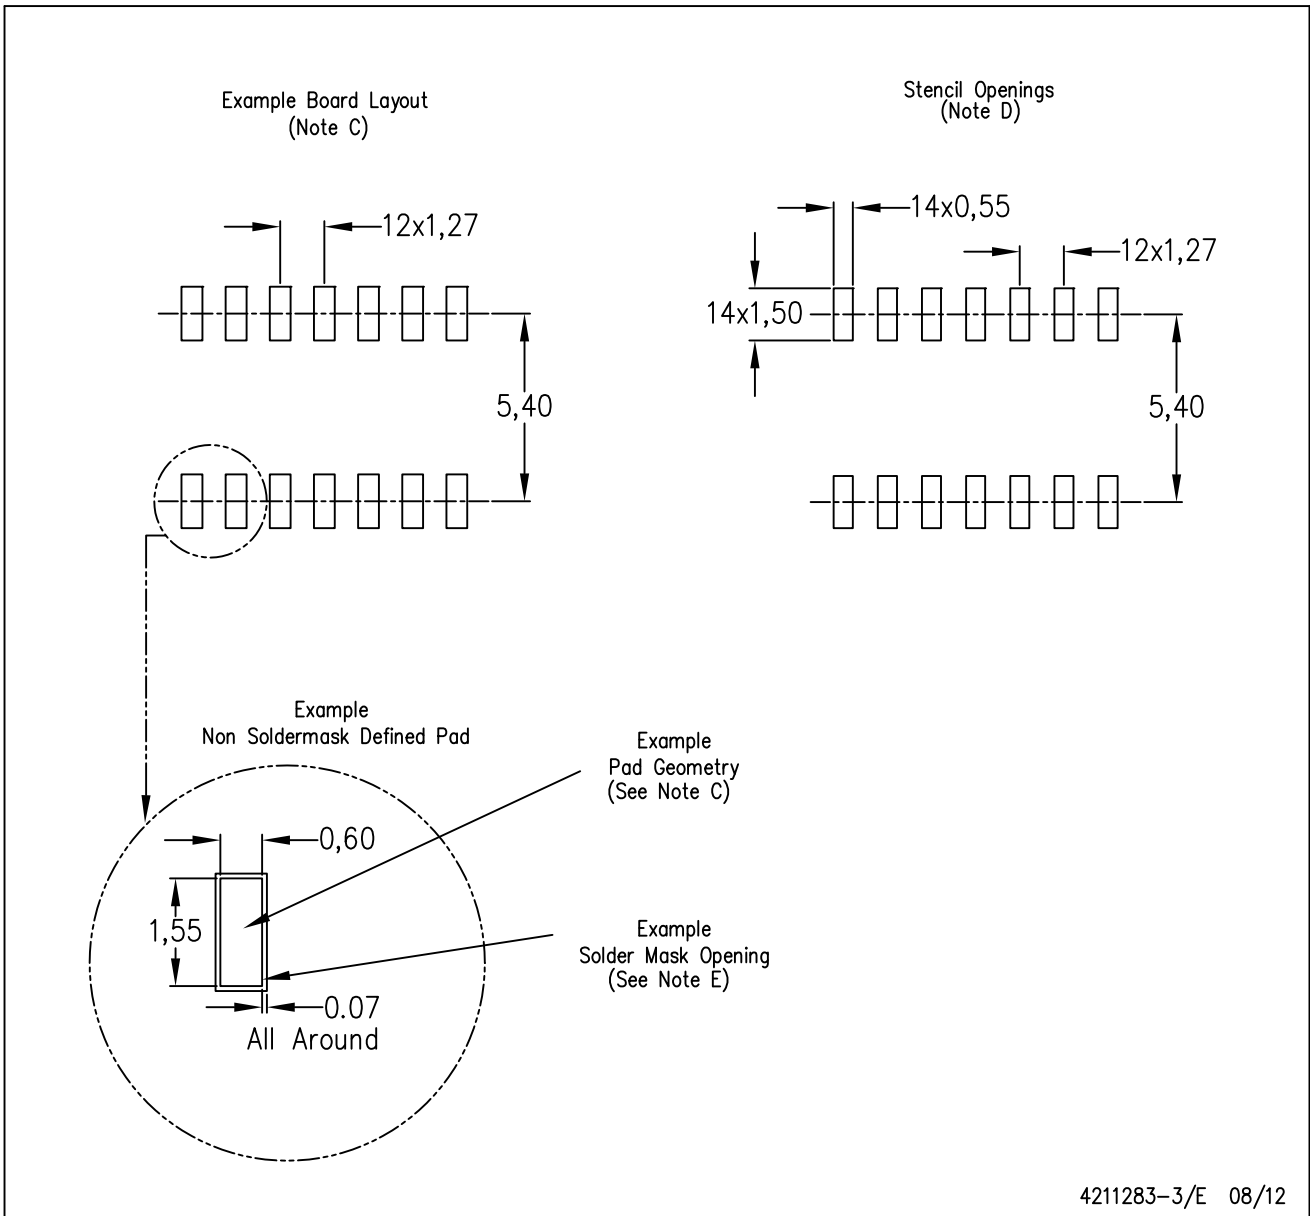 Example Board Layout
(Note C)
Stencil Openings
(Note D)
12x1,27
14x0,55
12x1,27
14x1,50
5,40
5,40
Example
Non Soldermask Defined Pad
Example
Pad Geometry
(See Note C)
0,60
1,55
Example
Solder Mask Opening
(See Note E)
0.07
All Around
4211283-3/E 08/12